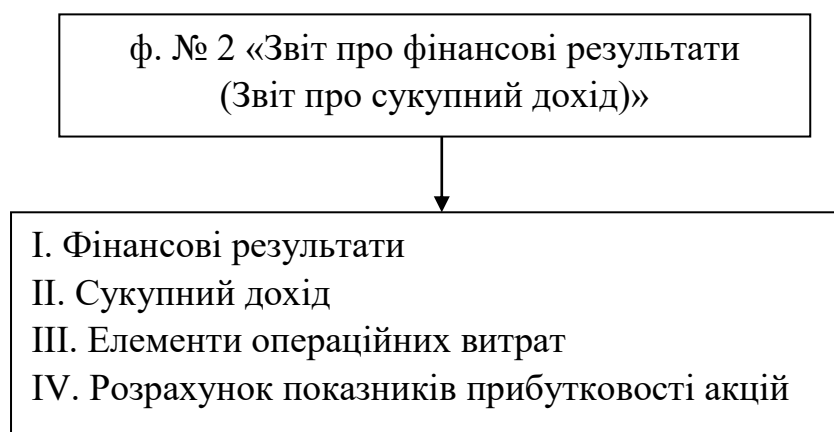 ф. № 2 «Звіт про фінансові результати
(Звіт про сукупний дохід)»
І. Фінансові результати
ІІ. Сукупний дохід
ІІІ. Елементи операційних витрат
IV. Розрахунок показників прибутковості акцій